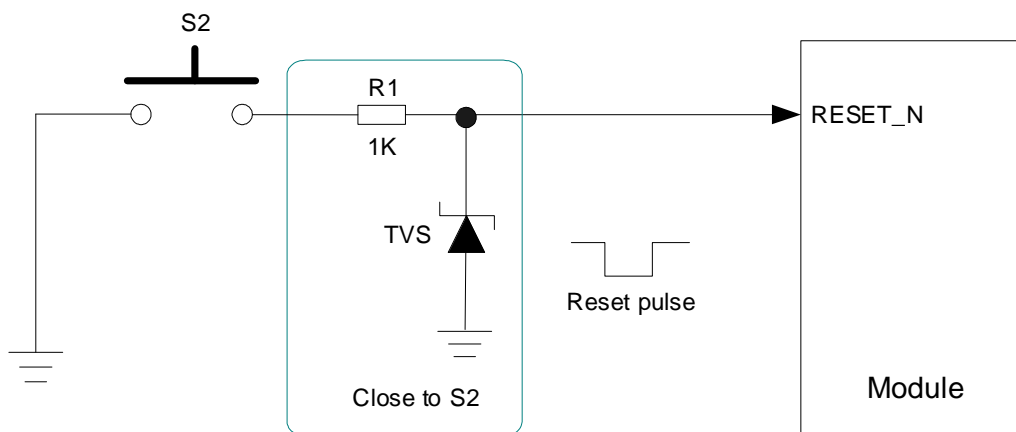 S2
R1
1K
RESET_N
TVS
Reset pulse
Close to S2
Module